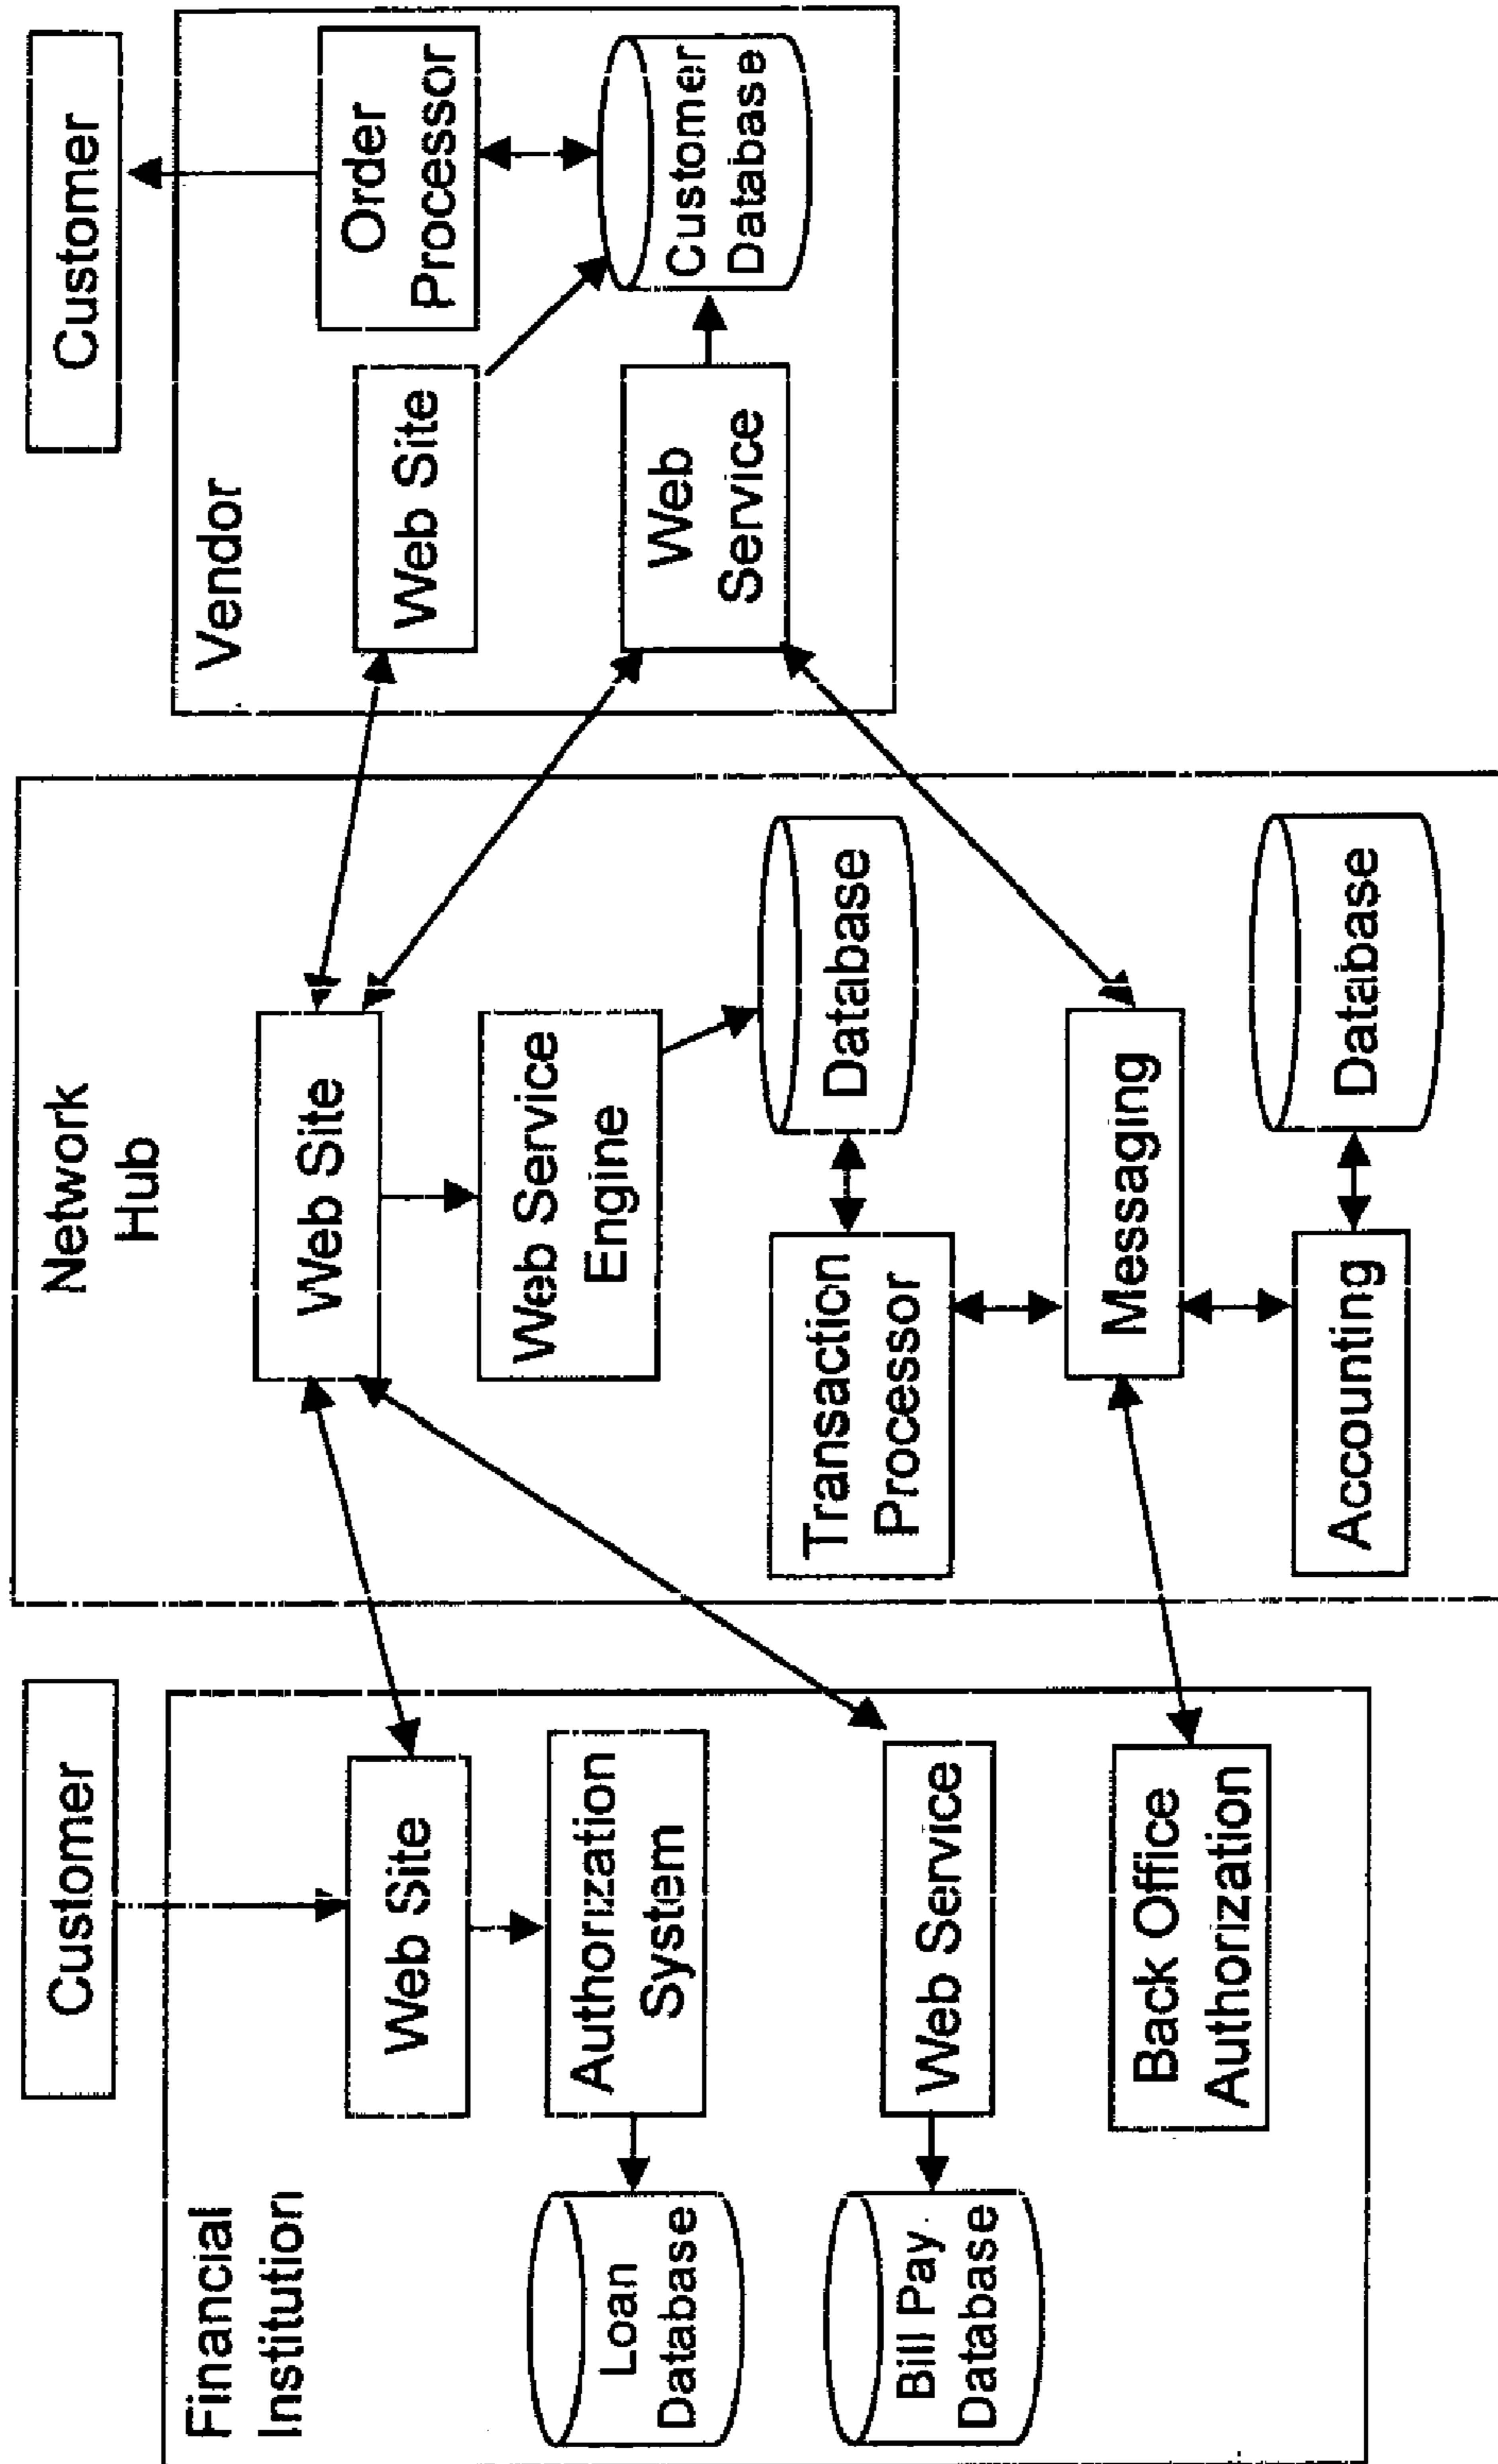 Customer
Financial
Institution
Web Site
Authorization
System
Loan
Database
Web Service
Bill Pay
Database
Back Office
Authorization
Network
Hub
Web Site
Web Service
Engine
Database
Transaction
Processor
Messaging
Database
Accounting
Customer
Vendor
Order
Processor
Web Site
Customer
Database
Web
Service